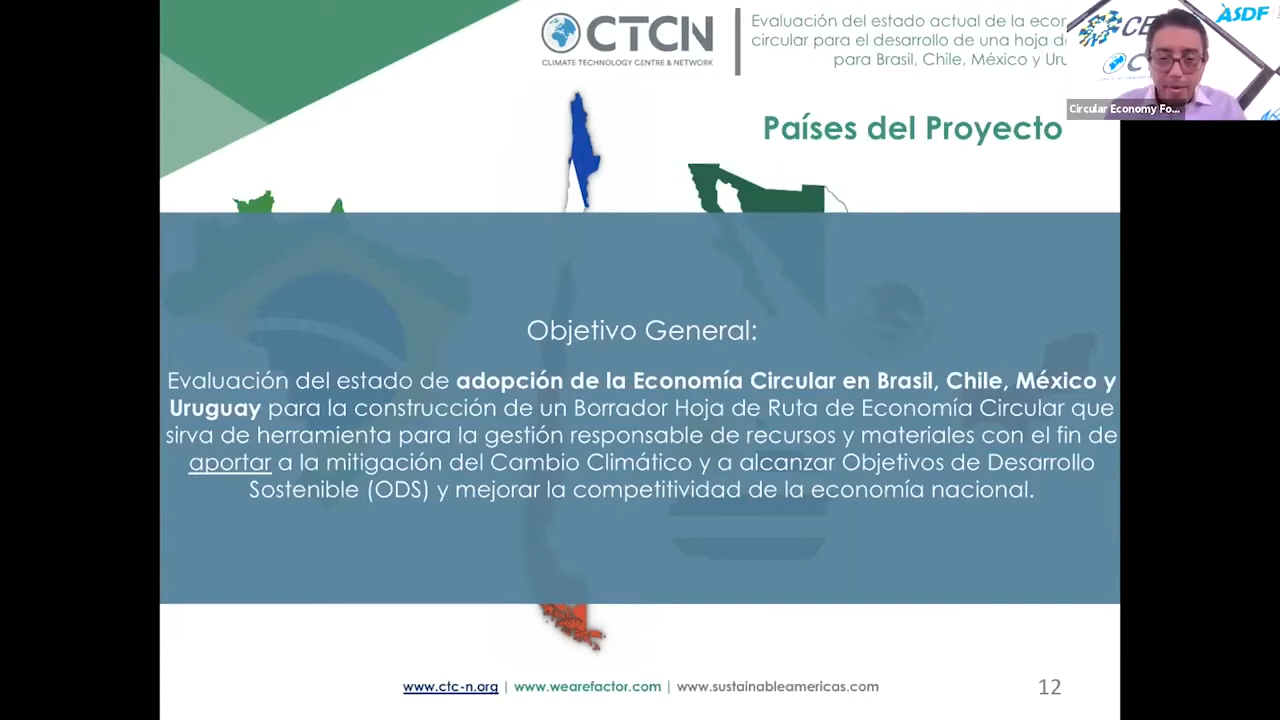 CTCN
CLIMATE TECHNOLOGY CENTRE & NETWORK
Evaluación del estado actual de la econ
circular para el desarrollo de una hoja de
para Brasil, Chile, México y Uru
ASDF
Circular Economy Fo...
Países del Proyecto
Objetivo General:
Evaluación del estado de adopción de la Economía Circular en Brasil, Chile, México y
Uruguay para la construcción de un Borrador Hoja de Ruta de Economía Circular que
sirva de herramienta para la gestión responsable de recursos y materiales con el fin de
aportar a la mitigación del Cambio Climático y a alcanzar Objetivos de Desarrollo
Sostenible (ODS) y mejorar la competitividad de la economía nacional.
www.ctc-n.org | www.wearefactor.com | www.sustainableamericas.com
12